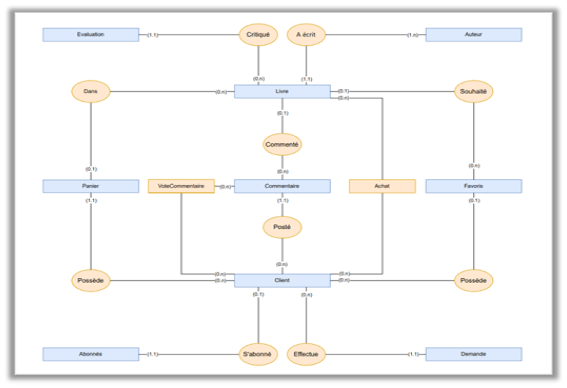 Evaluation (1.1) Critiqué A écrit (1.n) Auteur
(0.n) (1.1)
Dans (0.n) Livre (0.1) Souhaité
(0.n)
(0.1)
Commenté
(0.1) (0.n) (0.n)
Panier VoteCommentaire (0.n) Commentaire Achat Favoris
(1.1) (1.1) (0.1)
Posté
(0.n)
(0.n) (0.n)
Possède (0.n) Client (0.n) Possède
(0.1) (0.n)
Abonnés (1.1) S'abonné Effectue (1.1) Demande